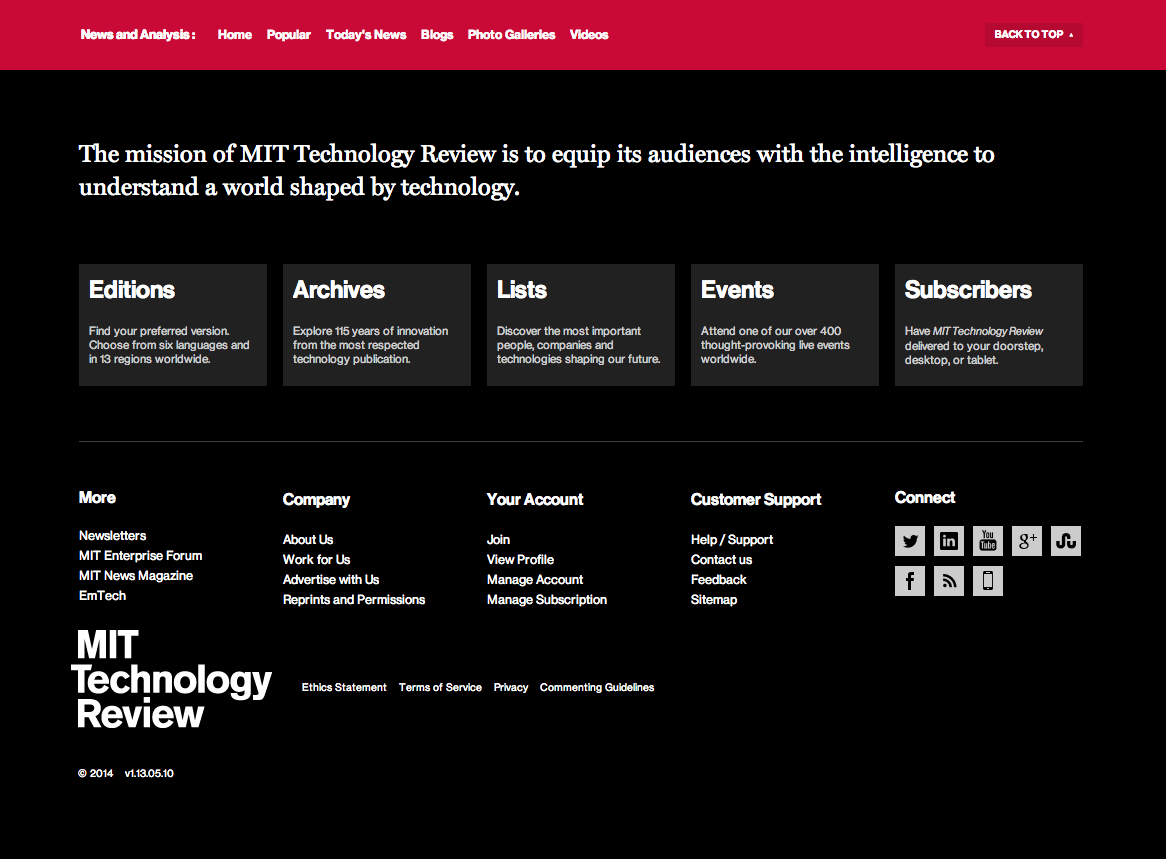 News and Analysis : Home Popular Today's News Blogs Photo Galleries Videos BACK TO TOP ▲
The mission of MIT Technology Review is to equip its audiences with the intelligence to
understand a world shaped by technology.
Editions
Find your preferred version.
Choose from six languages and
in 13 regions worldwide.
Archives
Explore 115 years of innovation
from the most respected
technology publication.
Lists
Discover the most important
people, companies and
technologies shaping our future.
Events
Attend one of our over 400
thought-provoking live events
worldwide.
Subscribers
Have MIT Technology Review
delivered to your doorstep,
desktop, or tablet.
More
Newsletters
MIT Enterprise Forum
MIT News Magazine
EmTech
Company
About Us
Work for Us
Advertise with Us
Reprints and Permissions
Your Account
Join
View Profile
Manage Account
Manage Subscription
Customer Support
Help / Support
Contact us
Feedback
Sitemap
Connect
in
You
Tube
g+
f
MIT
Technology
Review
Ethics Statement Terms of Service Privacy Commenting Guidelines
© 2014 v1.13.05.10